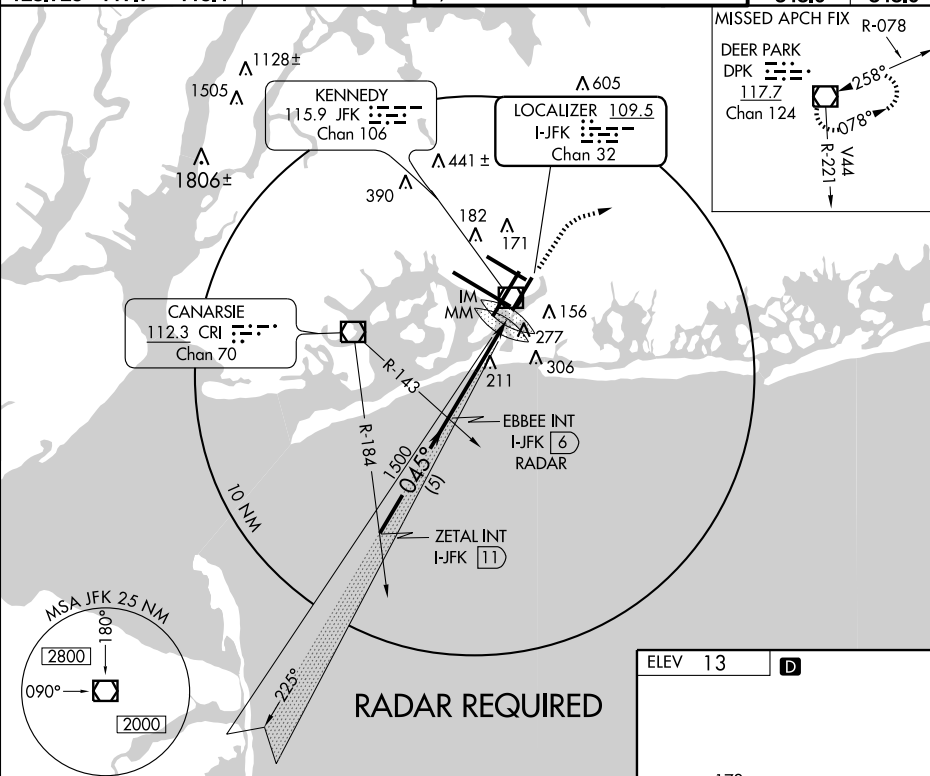 MISSED APCH FIX
R-078
DEER PARK
DPK
117.7
Chan 124
258°
078°
V44
R-221
1128±
1505
1806±
KENNEDY
115.9 JFK
Chan 106
605
LOCALIZER 109.5
I-JFK
Chan 32
441±
390
182
171
IM
MM
156
277
306
211
CANARSIE
112.3 CRI
Chan 70
R-143
R-184
EBBEE INT
I-JFK 6
RADAR
1500
045°
(5)
ZETAL INT
I-JFK 11
10 NM
225°
MSA JFK 25 NM
180°
2800
090°
2000
RADAR REQUIRED
ELEV 13
D